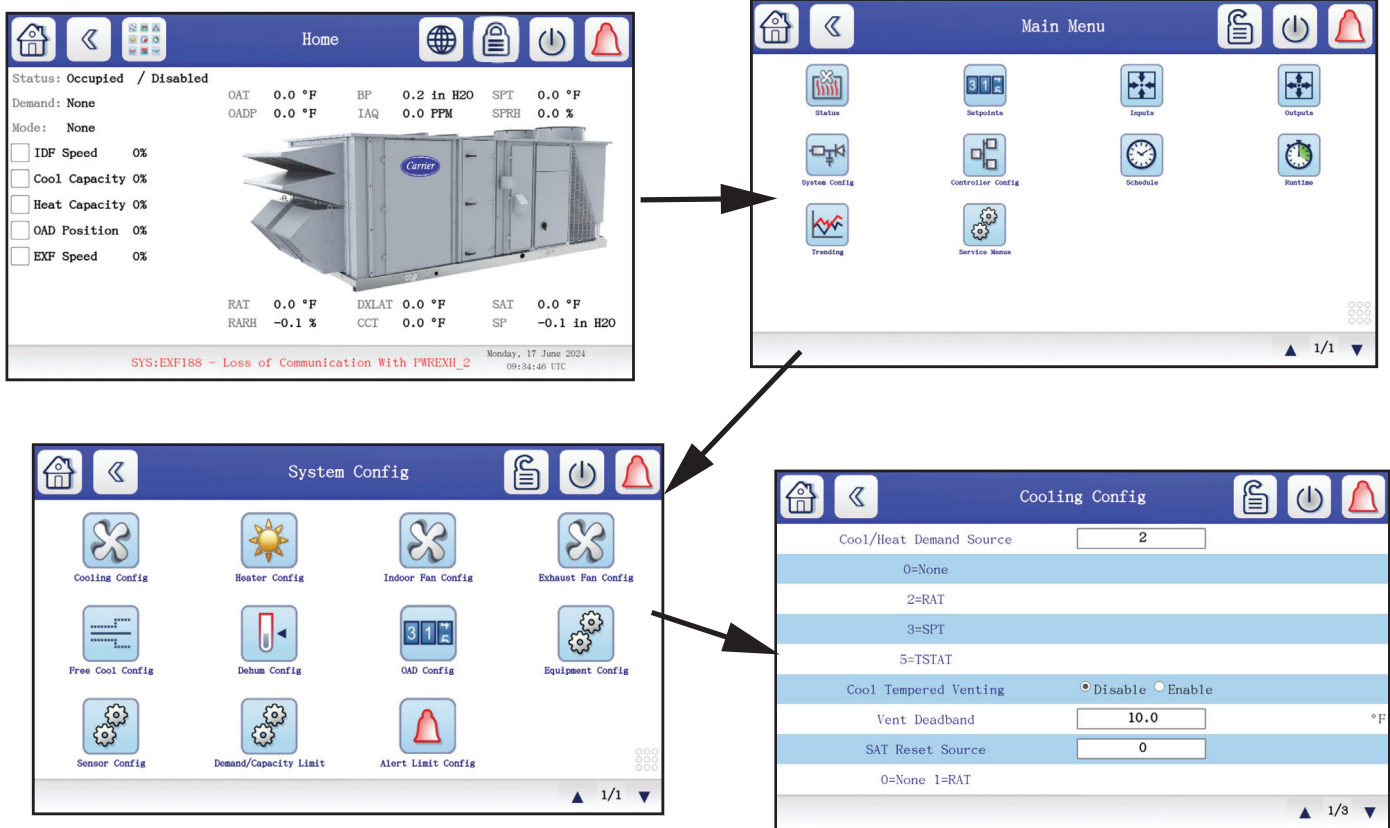 Home
Status: Occupied / Disabled
Demand: None
Mode: None
IDF Speed 0%
Cool Capacity 0%
Heat Capacity 0%
OAD Position 0%
EXF Speed 0%
OAT 0.0 °F BP 0.2 in H2O SPT 0.0 °F
OADP 0.0 °F IAQ 0.0 PPM SPRH 0.0 %
Carrier
RAT 0.0 °F DXLAT 0.0 °F SAT 0.0 °F
RARH -0.1 % CCT 0.0 °F SP -0.1 in H2O
SYS:EXF188 - Loss of Communication With PWREXH_2
Monday, 17 June 2024
09:34:46 UTC
Main Menu
3 1
Status Setpoints Inputs Outputs
System Config Controller Config Schedule Runtime
Trending Service Menus
1/1
System Config
Cooling Config Heater Config Indoor Fan Config Exhaust Fan Config
3 1
Free Cool Config Dehum Config OAD Config Equipment Config
Sensor Config Demand/Capacity Limit Alert Limit Config
1/1
Cooling Config
Cool/Heat Demand Source 2
0=None
2=RAT
3=SPT
5=TSTAT
Cool Tempered Venting Disable Enable
Vent Deadband 10.0 °F
SAT Reset Source 0
0=None 1=RAT
1/3